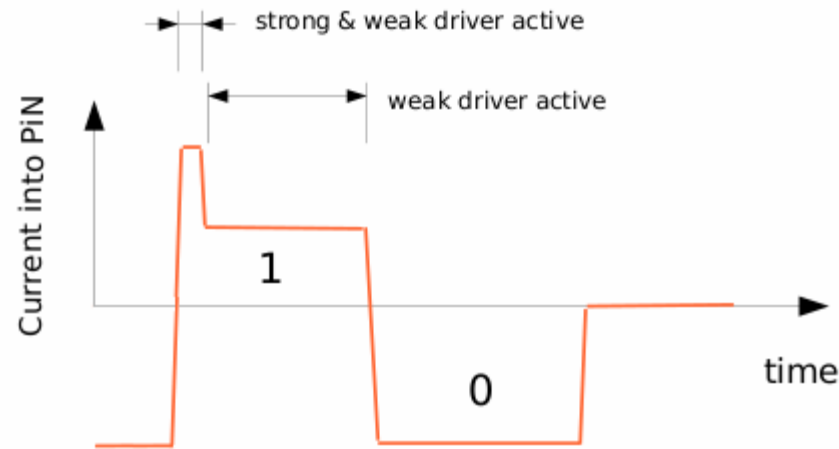 strong & weak driver active
weak driver active
Current into PiN
1
0
time